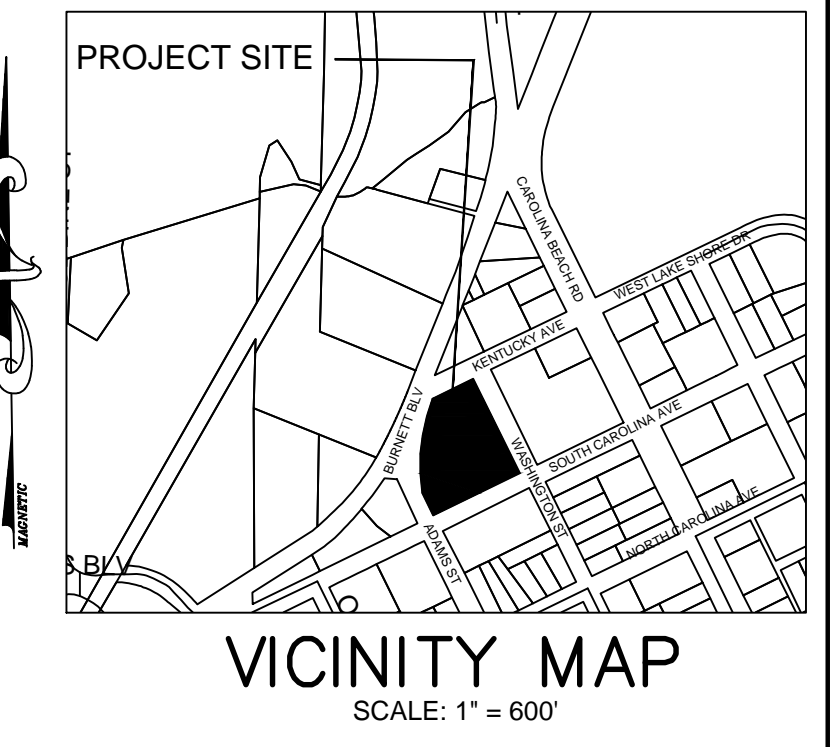 PROJECT SITE
CAROLINA BEACH RD
WEST LAKE SHORE DR
KENTUCKY AVE
BURNETT BLV
SOUTH CAROLINA AVE
WASHINGTON ST
NORTH CAROLINA AVE
ADAMS ST
S BLV
MAGNETIC
VICINITY MAP
SCALE: 1" = 600'